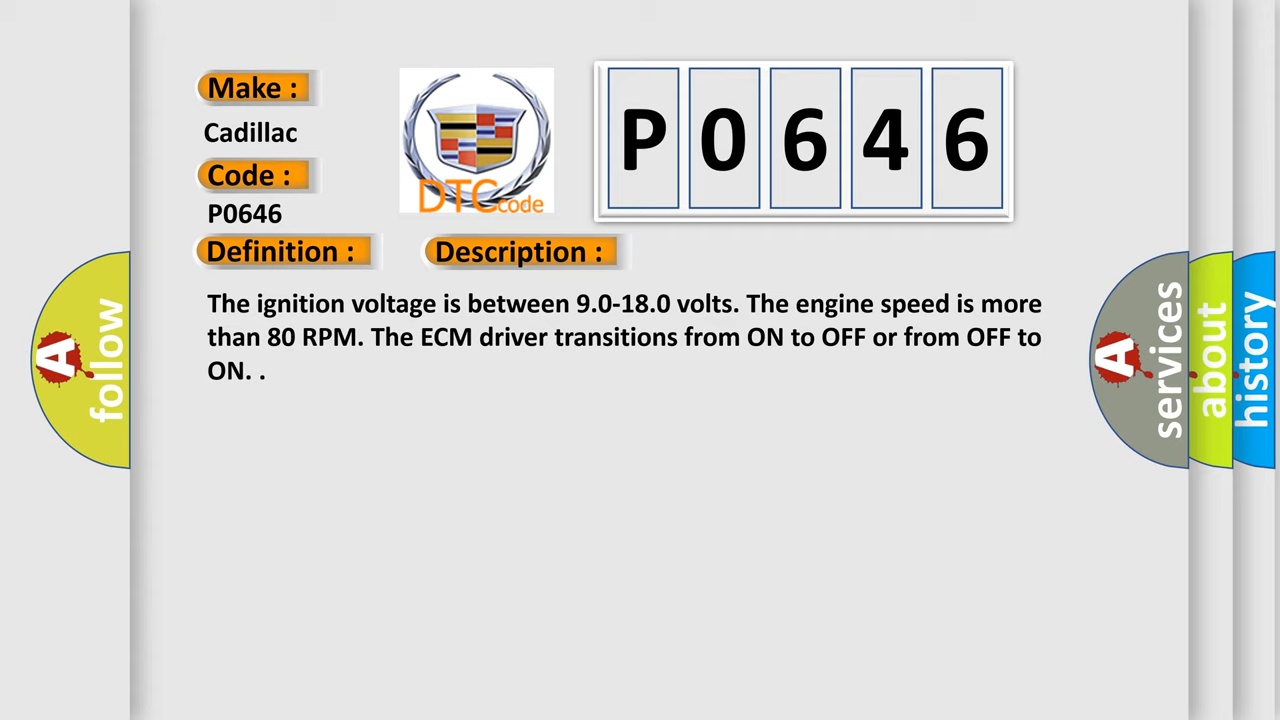 Make :
Cadillac
Code :
P0646
DTC code
P0646
Definition :
Description :
The ignition voltage is between 9.0-18.0 volts. The engine speed is more
than 80 RPM. The ECM driver transitions from ON to OFF or from OFF to
ON. .
A follow
A services
about
history